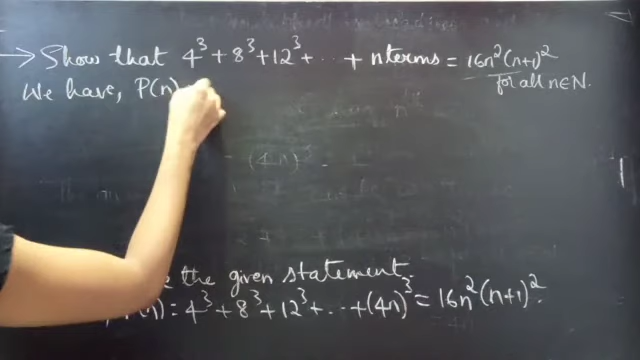 → Show that 4³ + 8³ + 12³ + ... + n terms = 16n²(n+1)²
for all n∈N.
We have, P(n)
the given statement.
(n): 4³ + 8³ + 12³ + ... + (4n)³ = 16n²(n+1)².